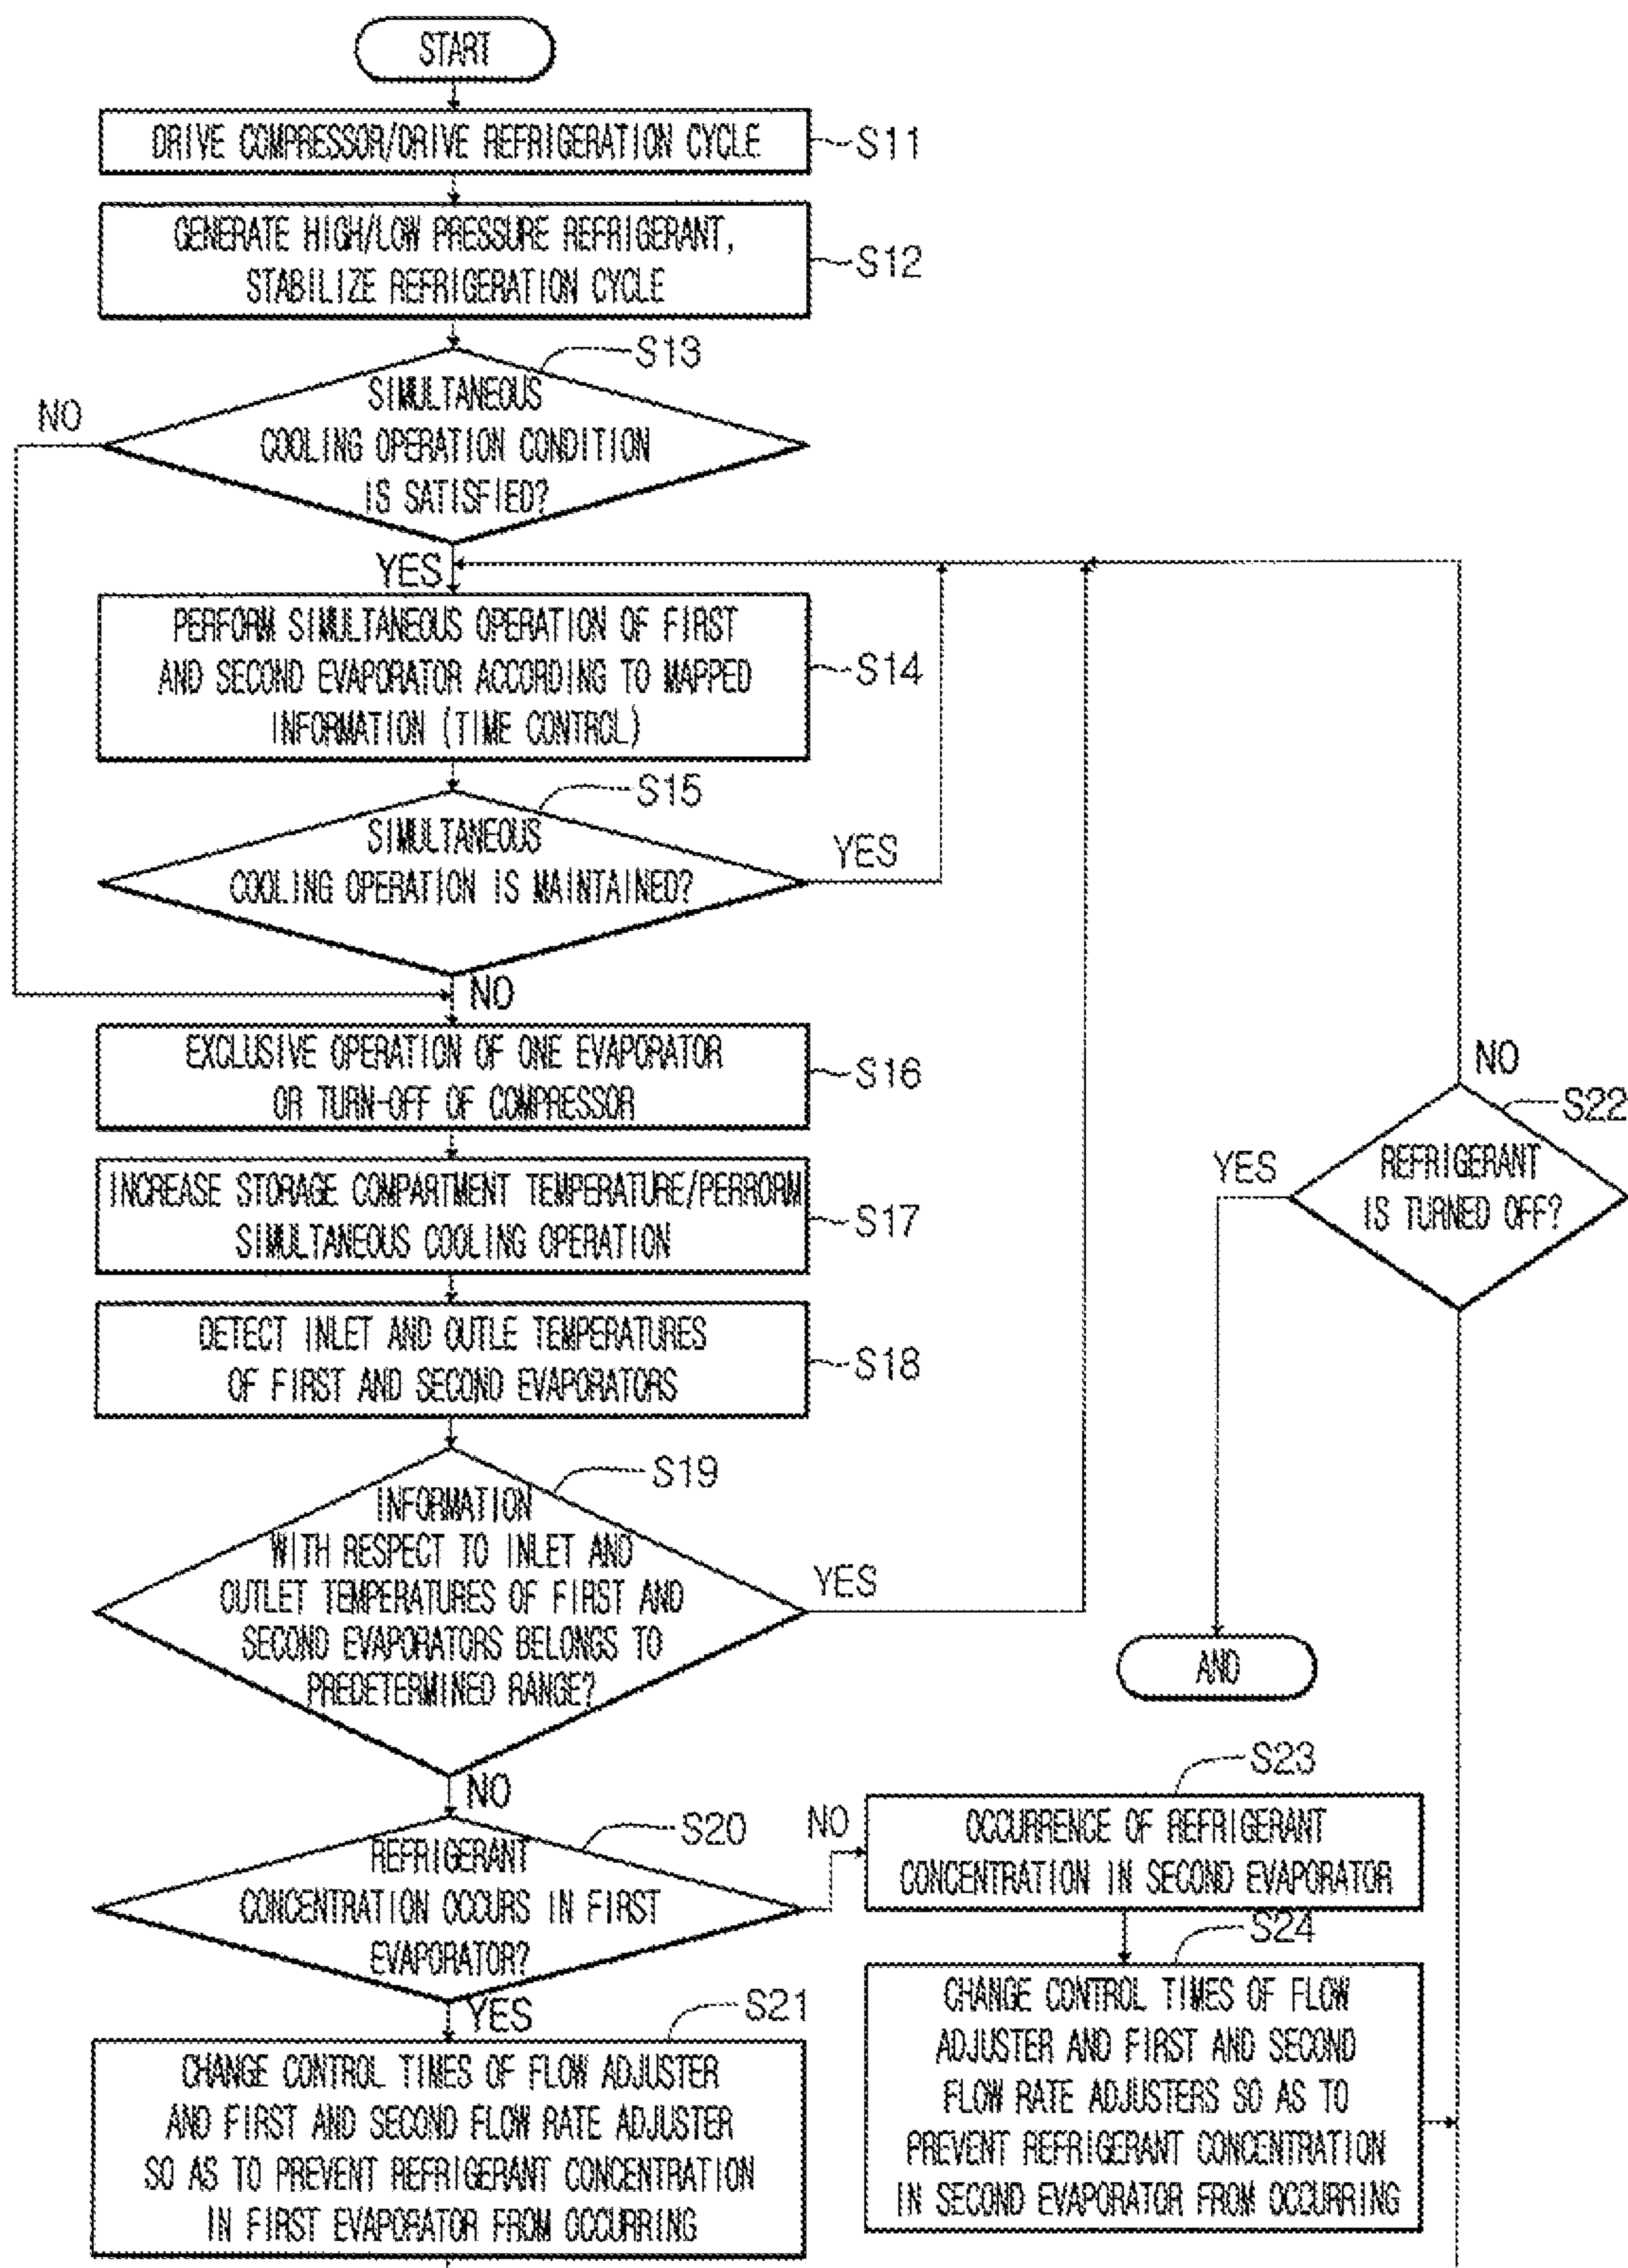 START
DRIVE COMPRESSOR/DRIVE REFRIGERATION CYCLE
S11
GENERATE HIGH/LOW PRESSURE REFRIGERANT,
STABILIZE REFRIGERATION CYCLE
S12
S13
SIMULTANEOUS
COOLING OPERATION CONDITION
IS SATISFIED?
NO
YES
PERFORM SIMULTANEOUS OPERATION OF FIRST
AND SECOND EVAPORATOR ACCORDING TO MAPPED
INFORMATION (TIME CONTROL)
S14
S15
SIMULTANEOUS
COOLING OPERATION IS MAINTAINED?
YES
NO
EXCLUSIVE OPERATION OF ONE EVAPORATOR
OR TURN-OFF OF COMPRESSOR
S16
INCREASE STORAGE COMPARTMENT TEMPERATURE/PERRORM
SIMULTANEOUS COOLING OPERATION
S17
DETECT INLET AND OUTLE TEMPERATURES
OF FIRST AND SECOND EVAPORATORS
S18
S19
INFORMATION
WITH RESPECT TO INLET AND
OUTLET TEMPERATURES OF FIRST AND
SECOND EVAPORATORS BELONGS TO
PREDETERMINED RANGE?
YES
NO
S20
REFRIGERANT
CONCENTRATION OCCURS IN FIRST
EVAPORATOR?
NO
YES
S21
CHANGE CONTROL TIMES OF FLOW ADJUSTER
AND FIRST AND SECOND FLOW RATE ADJUSTER
SO AS TO PREVENT REFRIGERANT CONCENTRATION
IN FIRST EVAPORATOR FROM OCCURRING
NO
S22
REFRIGERANT
IS TURNED OFF?
YES
AND
S23
OCCURRENCE OF REFRIGERANT
CONCENTRATION IN SECOND EVAPORATOR
S24
CHANGE CONTROL TIMES OF FLOW
ADJUSTER AND FIRST AND SECOND
FLOW RATE ADJUSTERS SO AS TO
PREVENT REFRIGERANT CONCENTRATION
IN SECOND EVAPORATOR FROM OCCURRING